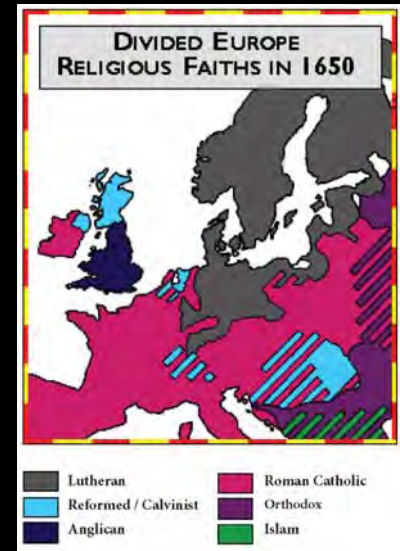 DIVIDED EUROPE
RELIGIOUS FAITHS IN 1650
Lutheran
Reformed / Calvinist
Anglican
Roman Catholic
Orthodox
Islam